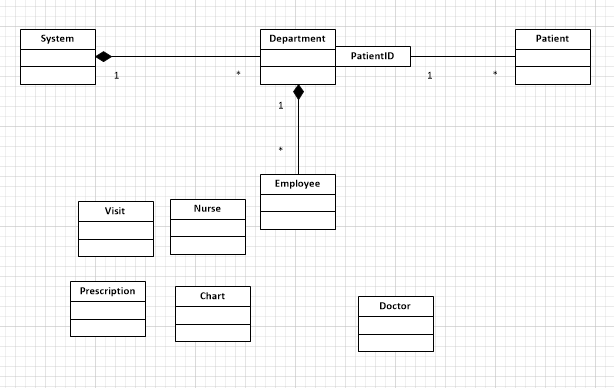 System
Department
PatientID
Patient
1
*
1
*
1
*
Employee
Visit
Nurse
Prescription
Chart
Doctor